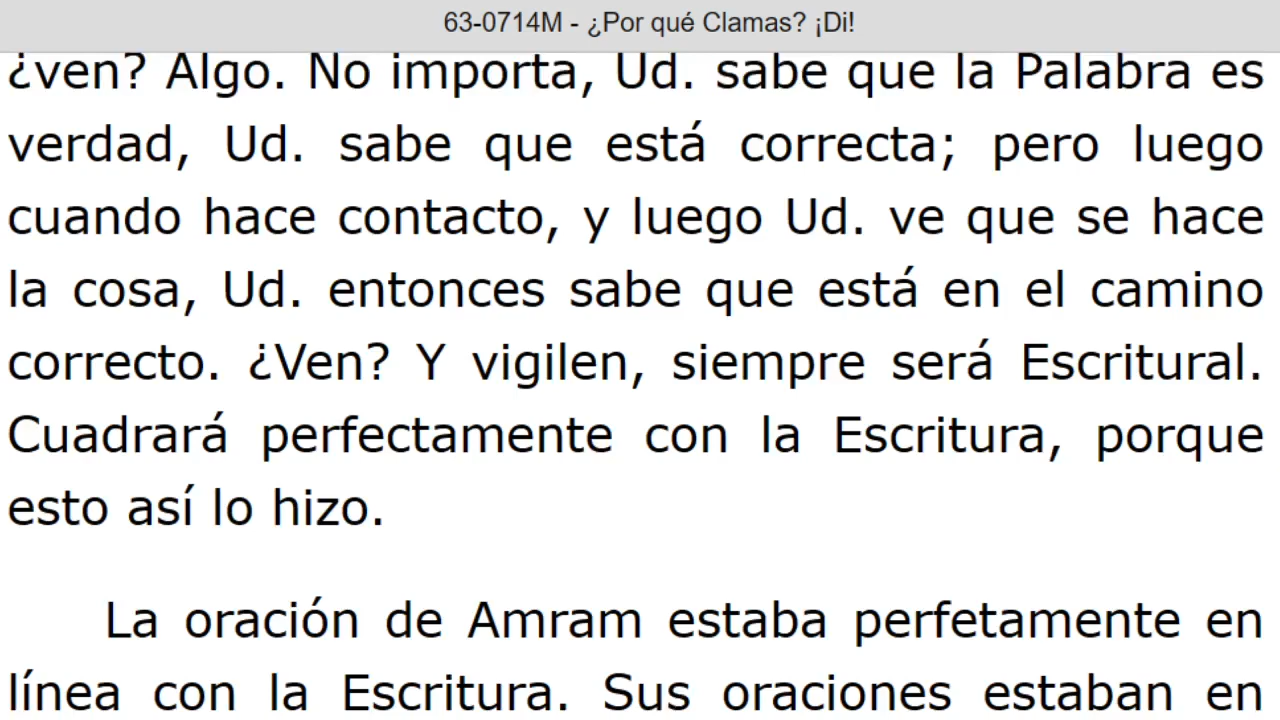 63-0714M - ¿Por qué Clamas? ¡Di!
¿ven? Algo. No importa, Ud. sabe que la Palabra es
verdad, Ud. sabe que está correcta; pero luego
cuando hace contacto, y luego Ud. ve que se hace
la cosa, Ud. entonces sabe que está en el camino
correcto. ¿Ven? Y vigilen, siempre será Escritural.
Cuadrará perfectamente con la Escritura, porque
esto así lo hizo.
La oración de Amram estaba perfetamente en
línea con la Escritura. Sus oraciones estaban en